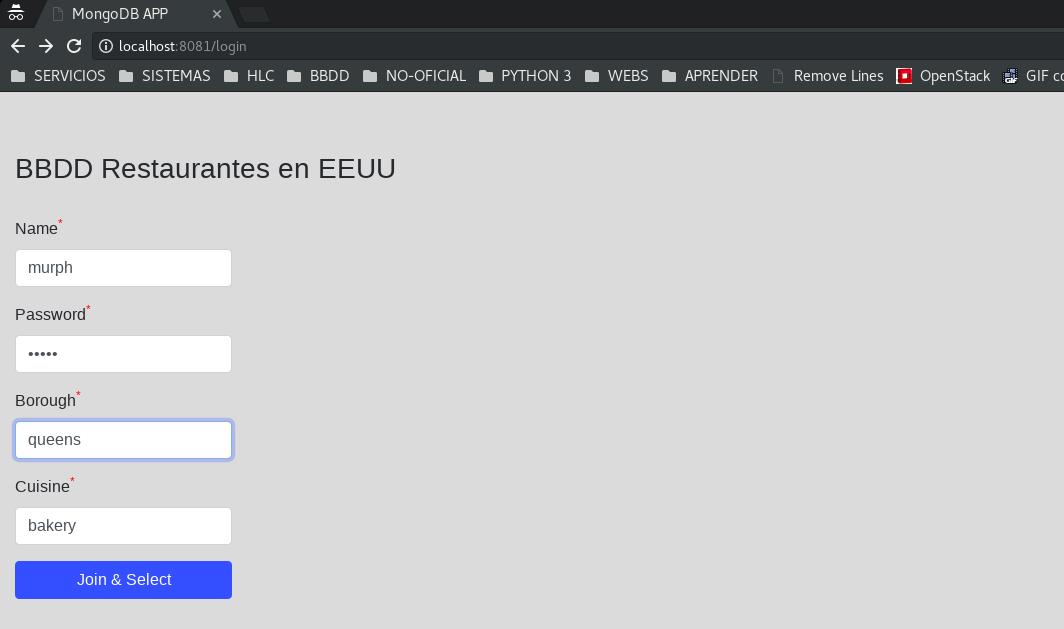 MongoDB APP
localhost:8081/login
SERVICIOS SISTEMAS HLC BBDD NO-OFICIAL PYTHON 3 WEBS APRENDER Remove Lines OpenStack GIF co
BBDD Restaurantes en EEUU
Name*
murph
Password*
•••••
Borough*
queens
Cuisine*
bakery
Join & Select